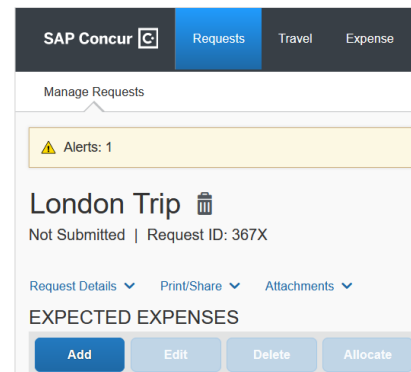 SAP Concur C Requests Travel Expense
Manage Requests
Alerts: 1
London Trip
Not Submitted | Request ID: 367X
Request Details Print/Share Attachments
EXPECTED EXPENSES
Add Edit Delete Allocate